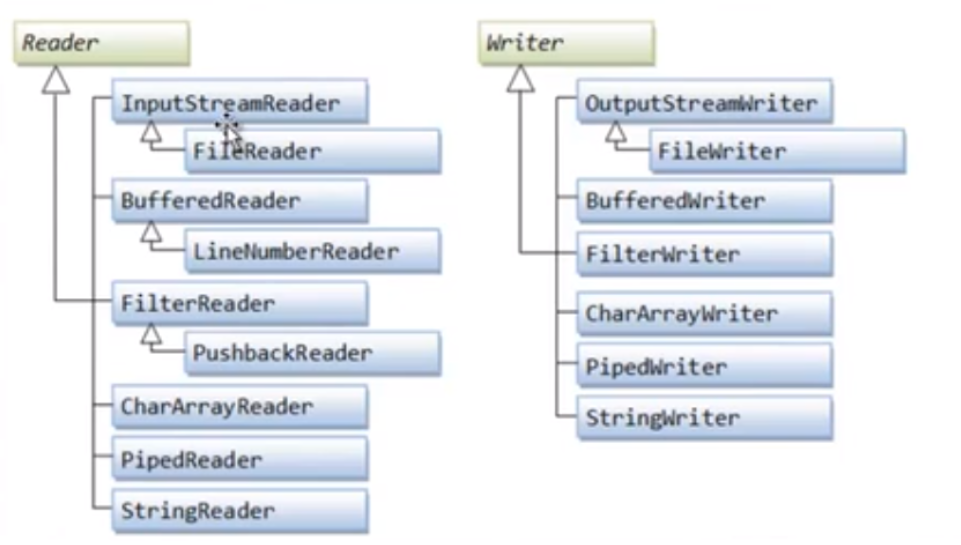 Reader
InputStreamReader
FileReader
BufferedReader
LineNumberReader
FilterReader
PushbackReader
CharArrayReader
PipedReader
StringReader
Writer
OutputStreamWriter
FileWriter
BufferedWriter
FilterWriter
CharArrayWriter
PipedWriter
StringWriter